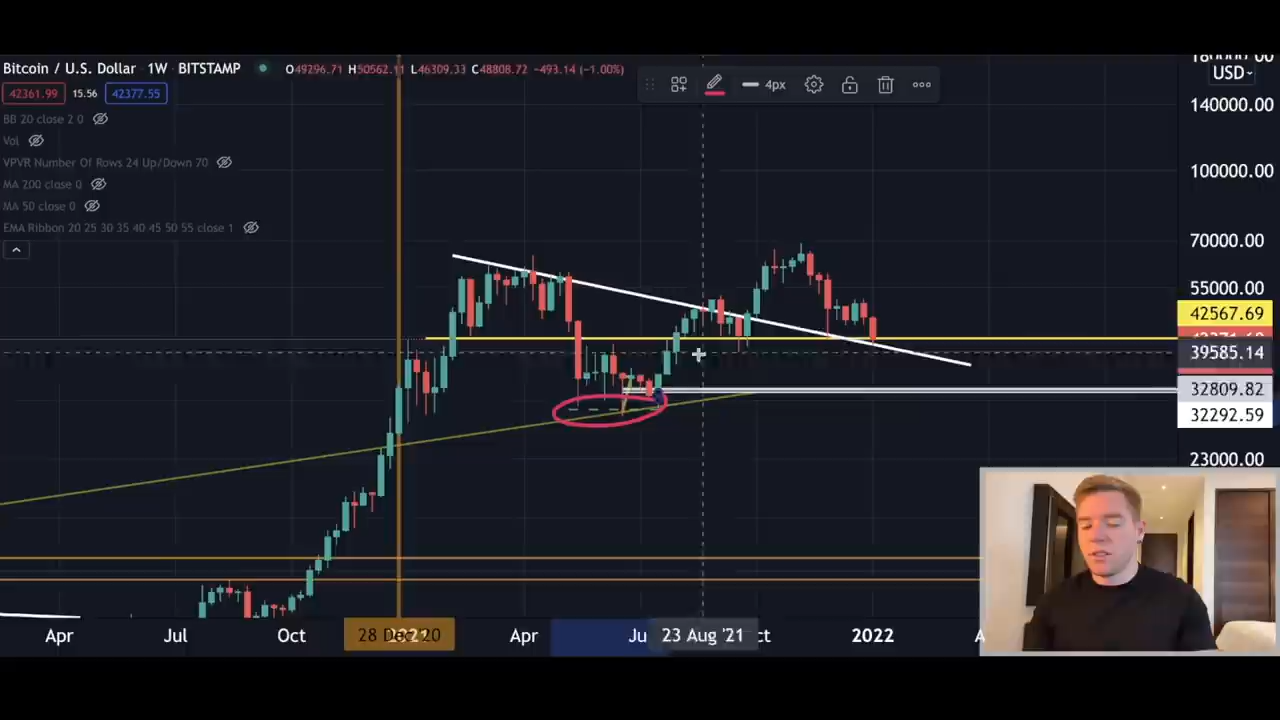 Bitcoin / U.S. Dollar 1W BITSTAMP O49296.71 H50562.11 L46309.33 C48808.72 -493.14 (-1.00%)
42361.99 15.56 42377.55
BB 20 close 2 0
Vol
VPVR Number Of Rows 24 Up/Down 70
MA 200 close 0
MA 50 close 0
EMA Ribbon 20 25 30 35 40 45 50 55 close 1
4px
USD
140000.00
100000.00
70000.00
55000.00
42567.69
39585.14
32809.82
32292.59
23000.00
Apr Jul Oct 28 Dec '20 Apr 23 Aug '21 2022